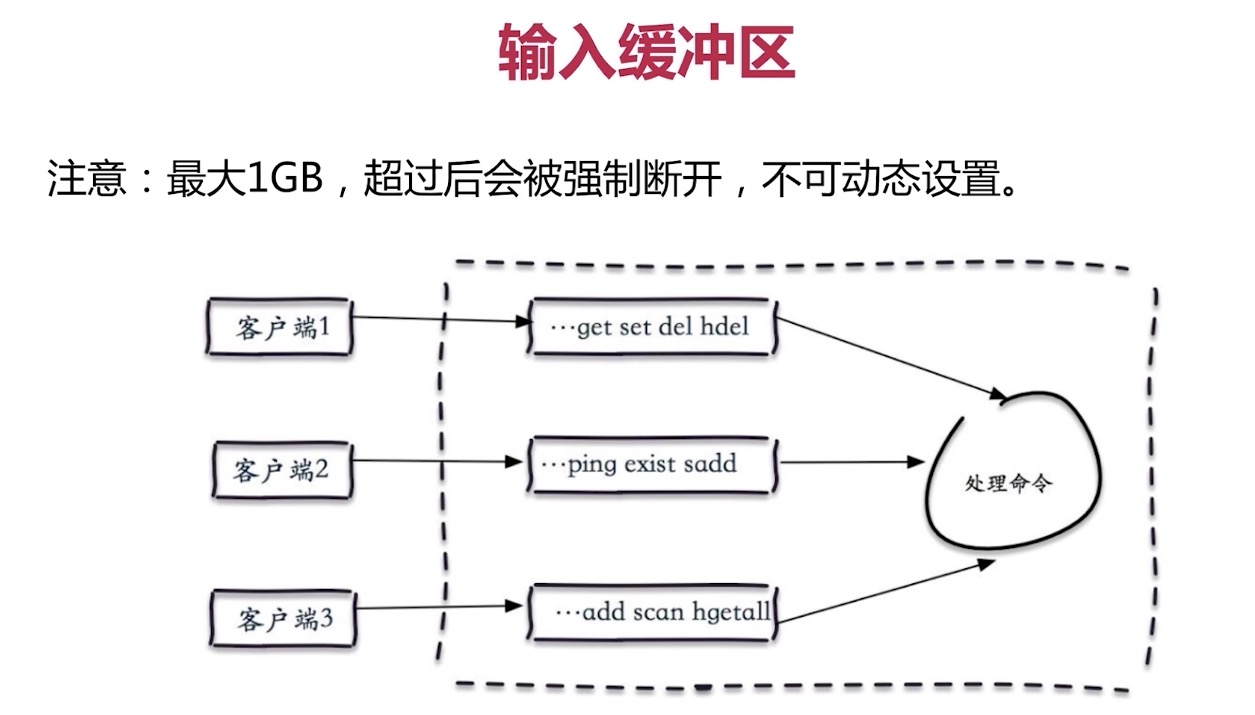 输入缓冲区
注意：最大1GB，超过后会被强制断开，不可动态设置。
客户端1
…get set del hdel
客户端2
…ping exist sadd
处理命令
客户端3
…add scan hgetall